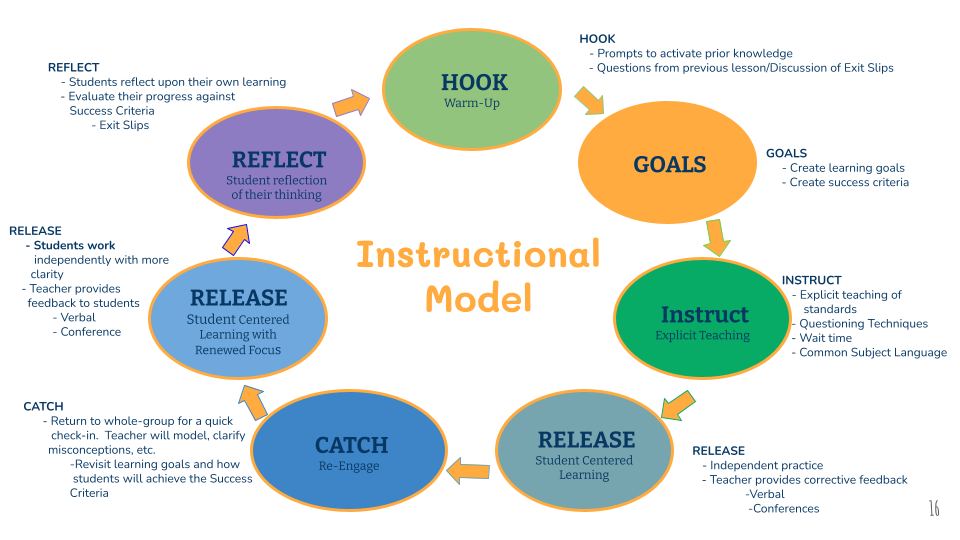 HOOK
Warm-Up
HOOK
- Prompts to activate prior knowledge
- Questions from previous lesson/Discussion of Exit Slips
GOALS
GOALS
- Create learning goals
- Create success criteria
Instruct
Explicit Teaching
INSTRUCT
- Explicit teaching of
standards
- Questioning Techniques
- Wait time
- Common Subject Language
RELEASE
Student Centered
Learning
RELEASE
- Independent practice
- Teacher provides corrective feedback
-Verbal
-Conferences
CATCH
Re-Engage
CATCH
- Return to whole-group for a quick
check-in. Teacher will model, clarify
misconceptions, etc.
-Revisit learning goals and how
students will achieve the Success
Criteria
RELEASE
Student Centered
Learning with
Renewed Focus
RELEASE
- Students work
independently with more
clarity
- Teacher provides
feedback to students
- Verbal
- Conference
REFLECT
Student reflection
of their thinking
REFLECT
- Students reflect upon their own learning
- Evaluate their progress against
Success Criteria
- Exit Slips
Instructional
Model
16